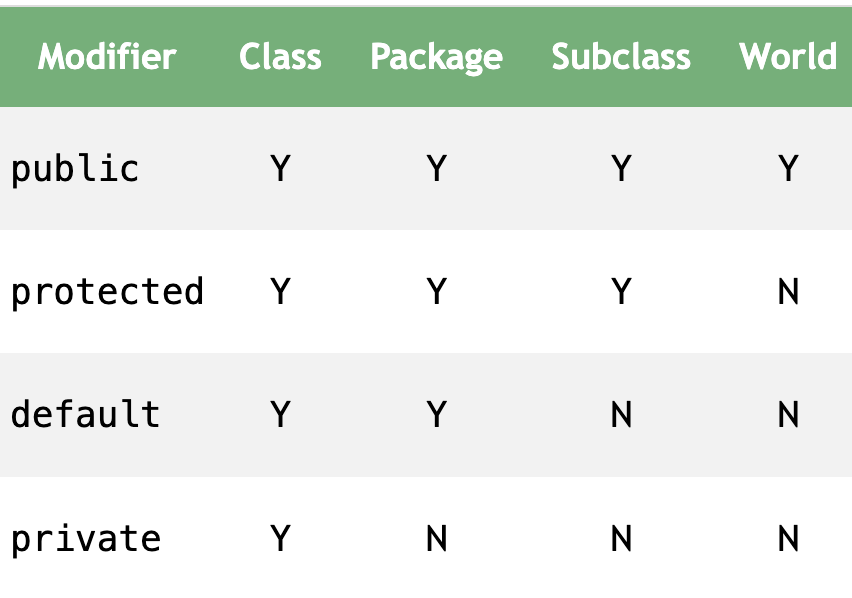 Modifier Class Package Subclass World
public Y Y Y Y
protected Y Y Y N
default Y Y N N
private Y N N N